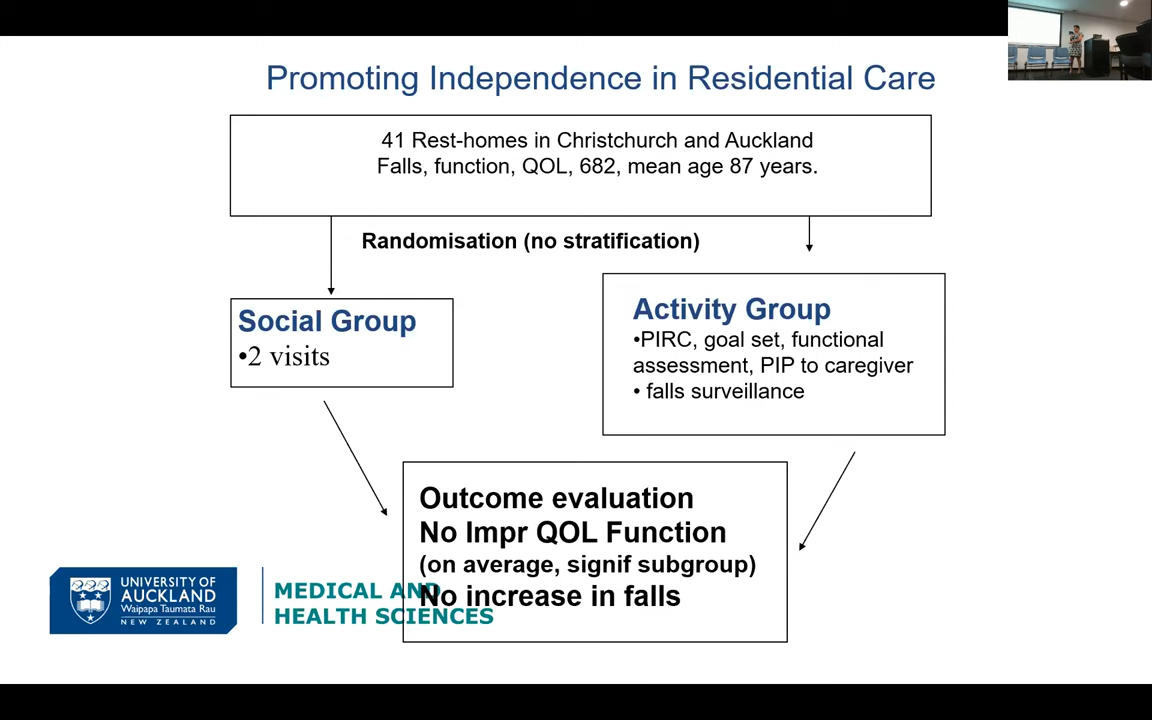 Promoting Independence in Residential Care
41 Rest-homes in Christchurch and Auckland
Falls, function, QOL, 682, mean age 87 years.
Randomisation (no stratification)
Social Group
•2 visits
Activity Group
•PIRC, goal set, functional
assessment, PIP to caregiver
• falls surveillance
Outcome evaluation
No Impr QOL Function
(on average, signif subgroup)
No increase in falls
UNIVERSITY OF
AUCKLAND
Waipapa Taumata Rau
NEW ZEALAND
MEDICAL AND
HEALTH SCIENCES